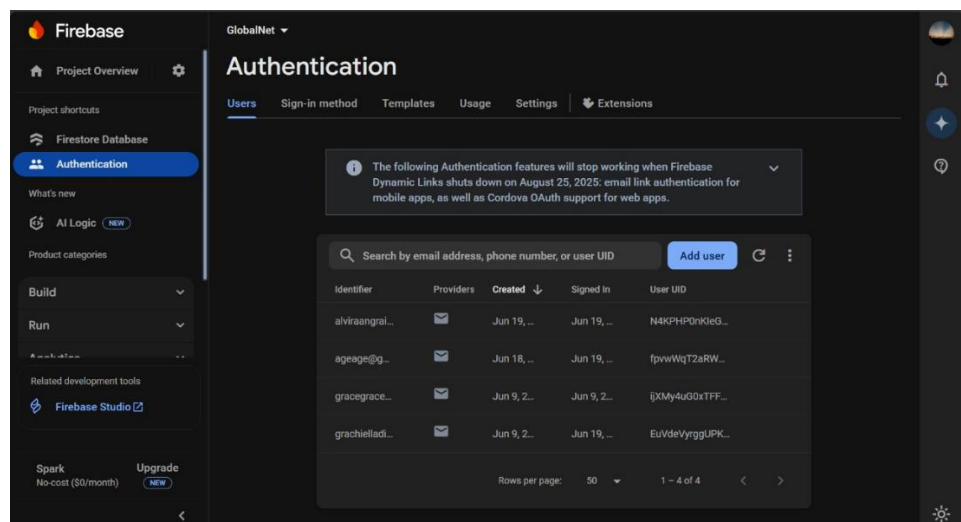 Firebase
Project Overview
Project shortcuts
Firestore Database
Authentication
What's new
AI Logic NEW
Product categories
Build
Run
Analytics
Related development tools
Firebase Studio
Spark
No-cost ($0/month)
Upgrade
NEW
GlobalNet
Authentication
Users Sign-in method Templates Usage Settings Extensions
The following Authentication features will stop working when Firebase
Dynamic Links shuts down on August 25, 2025: email link authentication for
mobile apps, as well as Cordova OAuth support for web apps.
Search by email address, phone number, or user UID Add user
Identifier Providers Created Signed In User UID
alviraangrai... Jun 19, ... Jun 19, ... N4KPHP0nKleG...
ageage@g... Jun 18, ... Jun 19, ... fpvwWqT2aRW...
gracegrace... Jun 9, 2... Jun 9, 2... ijXMy4uG0xTFF...
grachielladi... Jun 9, 2... Jun 19, ... EuVdeVyrggUPK...
Rows per page: 50 1 – 4 of 4